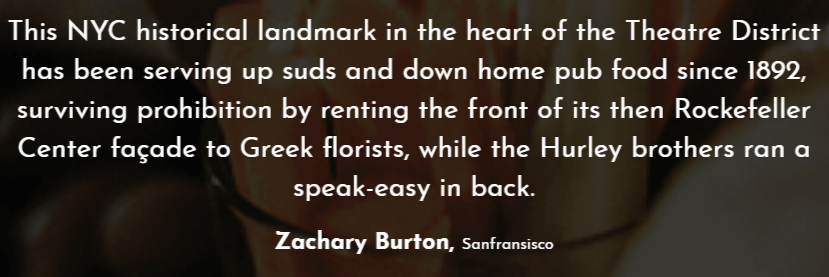 This NYC historical landmark in the heart of the Theatre District
has been serving up suds and down home pub food since 1892,
surviving prohibition by renting the front of its then Rockefeller
Center façade to Greek florists, while the Hurley brothers ran a
speak-easy in back.
Zachary Burton, Sanfransisco